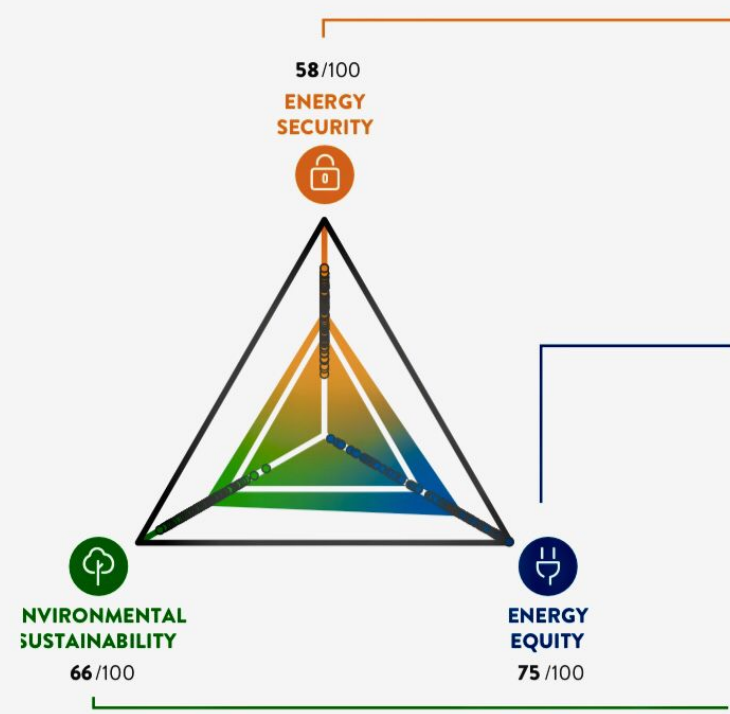 58/100
ENERGY
SECURITY
NVIRONMENTAL
SUSTAINABILITY
66/100
ENERGY
EQUITY
75/100